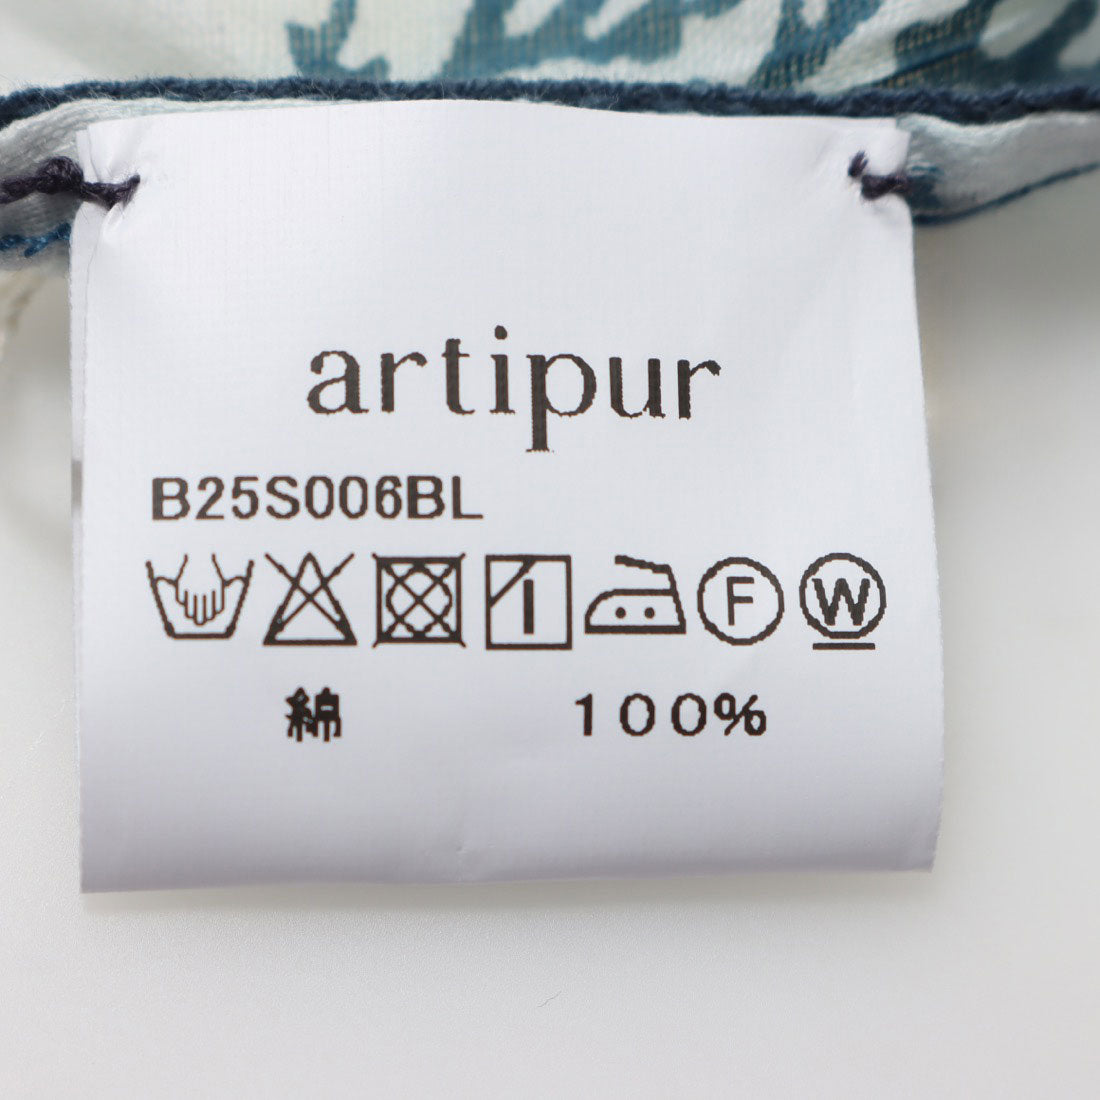 artipur
B25S006BL
F W
綿 100%